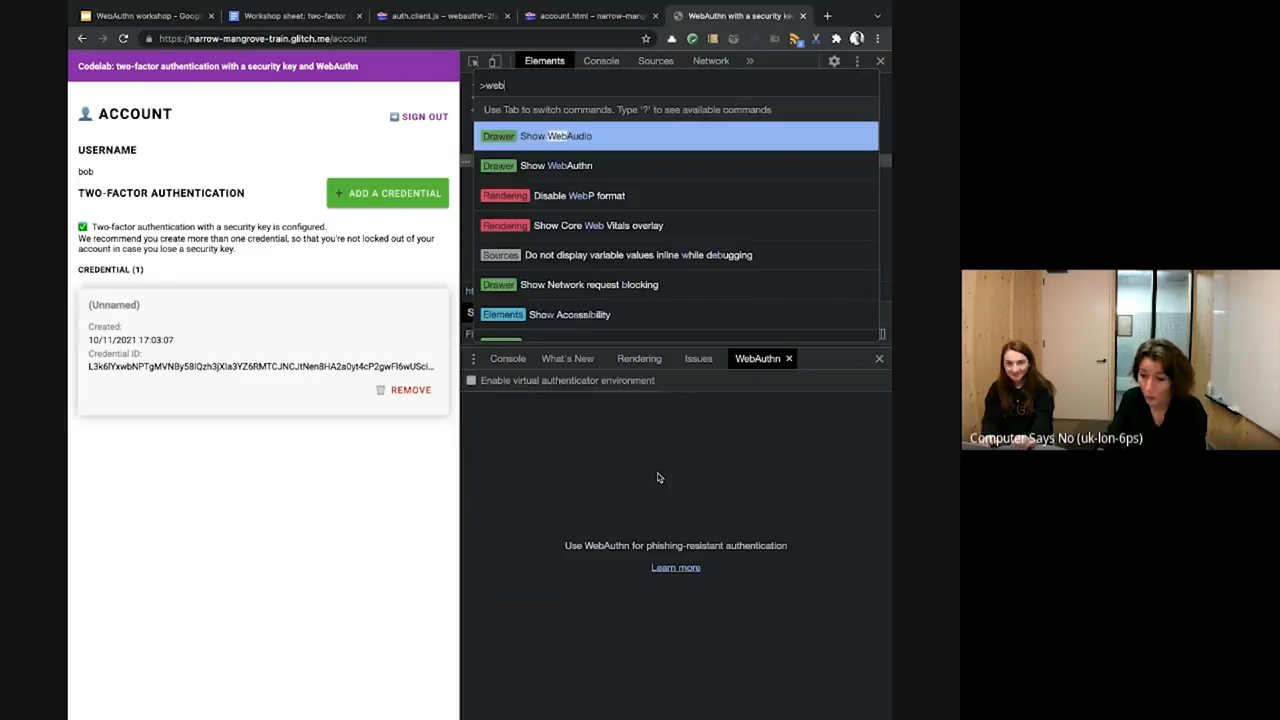 WebAuthn workshop - Googl
Workshop sheet: two-factor
auth.client.js – webauthn-2f
account.html – narrow-mang
WebAuthn with a security key
https://narrow-mangrove-train.glitch.me/account
Codelab: two-factor authentication with a security key and WebAuthn
ACCOUNT
SIGN OUT
USERNAME
bob
TWO-FACTOR AUTHENTICATION
+ ADD A CREDENTIAL
Two-factor authentication with a security key is configured.
We recommend you create more than one credential, so that you're not locked out of your
account in case you lose a security key.
CREDENTIAL (1)
(Unnamed)
Created:
10/11/2021 17:03:07
Credential ID:
REMOVE
Elements
Console
Sources
Network
»
>web
Use Tab to switch commands. Type '?' to see available commands
Drawer Show WebAudio
Drawer Show WebAuthn
Rendering Disable WebP format
Rendering Show Core Web Vitals overlay
Sources Do not display variable values inline while debugging
Drawer Show Network request blocking
Elements Show Accessibility
Console
What's New
Rendering
Issues
WebAuthn ×
Enable virtual authenticator environment
Use WebAuthn for phishing-resistant authentication
Learn more
Computer Says No (uk-lon-6ps)